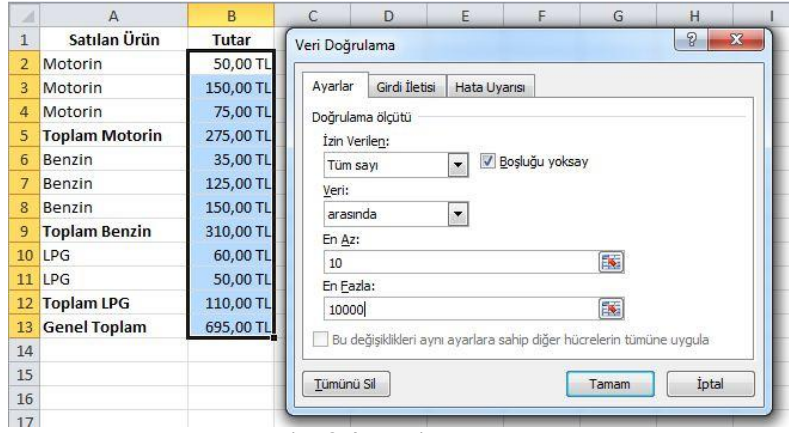 A B C D E F G H I
1 Satılan Ürün Tutar
2 Motorin 50,00 TL
3 Motorin 150,00 TL
4 Motorin 75,00 TL
5 Toplam Motorin 275,00 TL
6 Benzin 35,00 TL
7 Benzin 125,00 TL
8 Benzin 150,00 TL
9 Toplam Benzin 310,00 TL
10 LPG 60,00 TL
11 LPG 50,00 TL
12 Toplam LPG 110,00 TL
13 Genel Toplam 695,00 TL
14
15
16
17
Veri Doğrulama
Ayarlar Girdi İletisi Hata Uyarısı
Doğrulama ölçütü
İzin Verilen:
Tüm sayı Boşluğu yoksay
Veri:
arasında
En Az:
10
En Fazla:
10000
Bu değişiklikleri aynı ayarlara sahip diğer hücrelerin tümüne uygula
Tümünü Sil Tamam İptal